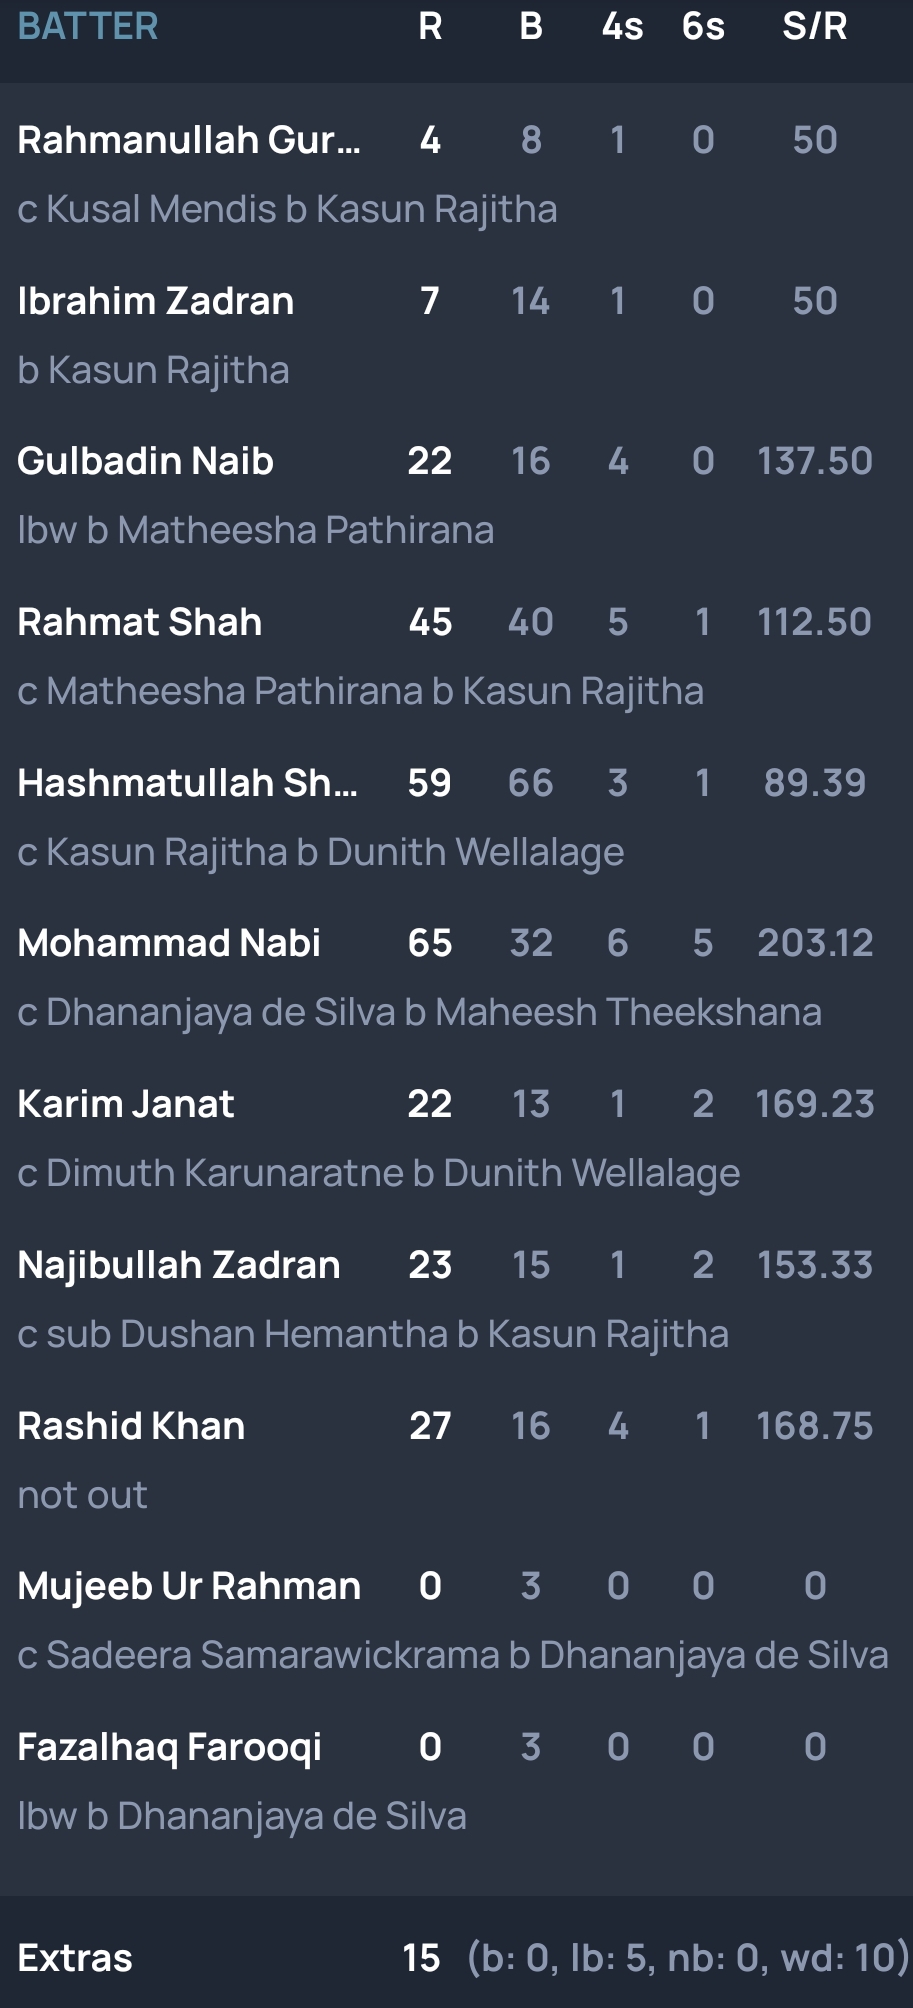 BATTER R B 4s 6s S/R
Rahmanullah Gur... 4 8 1 0 50
c Kusal Mendis b Kasun Rajitha
Ibrahim Zadran 7 14 1 0 50
b Kasun Rajitha
Gulbadin Naib 22 16 4 0 137.50
lbw b Matheesha Pathirana
Rahmat Shah 45 40 5 1 112.50
c Matheesha Pathirana b Kasun Rajitha
Hashmatullah Sh... 59 66 3 1 89.39
c Kasun Rajitha b Dunith Wellalage
Mohammad Nabi 65 32 6 5 203.12
c Dhananjaya de Silva b Maheesh Theekshana
Karim Janat 22 13 1 2 169.23
c Dimuth Karunaratne b Dunith Wellalage
Najibullah Zadran 23 15 1 2 153.33
c sub Dushan Hemantha b Kasun Rajitha
Rashid Khan 27 16 4 1 168.75
not out
Mujeeb Ur Rahman 0 3 0 0 0
c Sadeera Samarawickrama b Dhananjaya de Silva
Fazalhaq Farooqi 0 3 0 0 0
lbw b Dhananjaya de Silva
Extras 15 (b: 0, lb: 5, nb: 0, wd: 10)